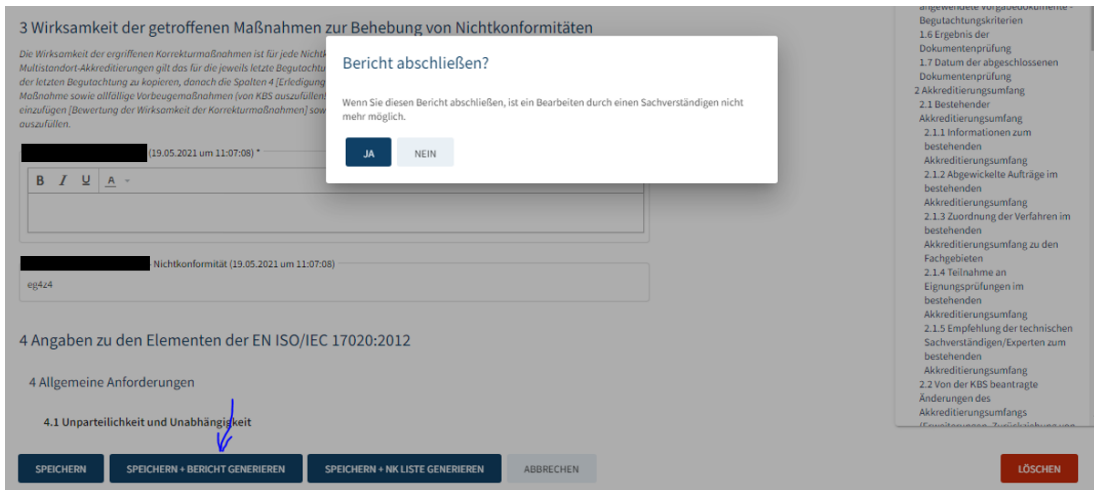 3 Wirksamkeit der getroffenen Maßnahmen zur Behebung von Nichtkonformitäten
Die Wirksamkeit der ergriffenen Korrekturmaßnahmen ist für jede
Multistandort-Akkreditierungen gilt das für die jeweils letzte
der letzten Begutachtung zu kopieren, danach die Spalten 4
Maßnahme sowie allfällige Vorbeugemaßnahmen (von KBS
einzufügen [Bewertung der Wirksamkeit der Korrekturmaßnahmen]
auszufüllen.
(19.05.2021 um 11:07:08) *
B I U A
Nichtkonformität (19.05.2021 um 11:07:08)
eg4z4
4 Angaben zu den Elementen der EN ISO/IEC 17020:2012
4 Allgemeine Anforderungen
4.1 Unparteilichkeit und Unabhängigkeit
SPEICHERN
SPEICHERN + BERICHT GENERIEREN
SPEICHERN + NK LISTE GENERIEREN
ABBRECHEN
LÖSCHEN
Bericht abschließen?
Wenn Sie diesen Bericht abschließen, ist ein Bearbeiten durch einen Sachverständigen nicht
mehr möglich.
JA
NEIN
angewendete Vorgabedokumente -
Begutachtungskriterien
1.6 Ergebnis der
Dokumentenprüfung
1.7 Datum der abgeschlossenen
Dokumentenprüfung
2 Akkreditierungsumfang
2.1 Bestehender
Akkreditierungsumfang
2.1.1 Informationen zum
bestehenden
Akkreditierungsumfang
2.1.2 Abgewickelte Aufträge im
bestehenden
Akkreditierungsumfang
2.1.3 Zuordnung der Verfahren im
bestehenden
Akkreditierungsumfang zu den
Fachgebieten
2.1.4 Teilnahme an
Eignungsprüfungen im
bestehenden
Akkreditierungsumfang
2.1.5 Empfehlung der technischen
Sachverständigen/Experten zum
bestehenden
Akkreditierungsumfang
2.2 Von der KBS beantragte
Änderungen des
Akkreditierungsumfangs